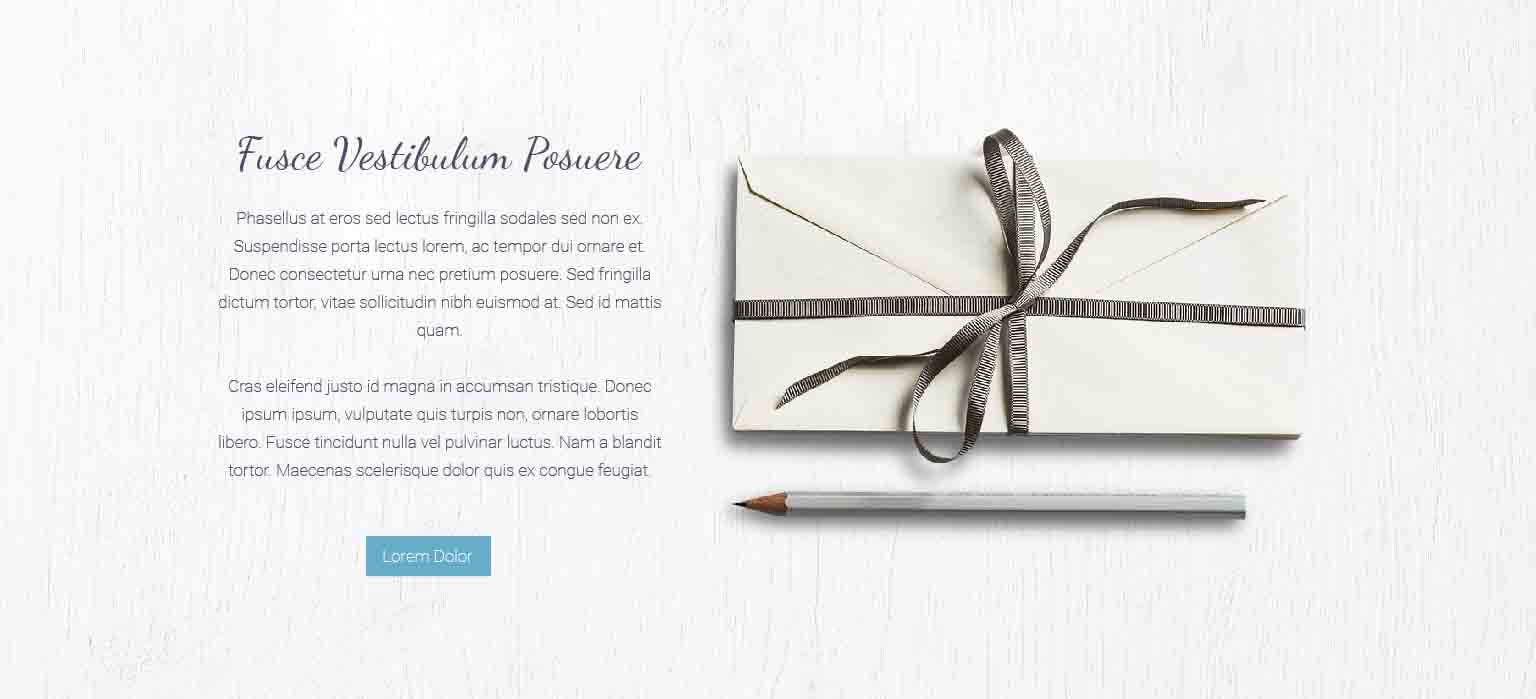 Fusce Vestibulum Posuere
Phasellus at eros sed lectus fringilla sodales sed non ex.
Suspendisse porta lectus lorem, ac tempor dui ornare et.
Donec consectetur urna nec pretium posuere. Sed fringilla
dictum tortor, vitae sollicitudin nibh euismod at. Sed id mattis
quam.
Cras eleifend justo id magna in accumsan tristique. Donec
ipsum ipsum, vulputate quis turpis non, ornare lobortis
libero. Fusce tincidunt nulla vel pulvinar luctus. Nam a blandit
tortor. Maecenas scelerisque dolor quis ex congue feugiat.
Lorem Dolor